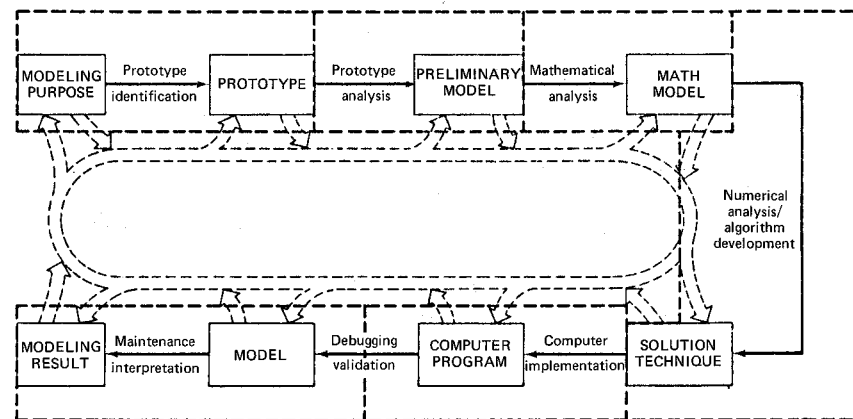 MODELING
PURPOSE
Prototype
identification
PROTOTYPE
Prototype
analysis
PRELIMINARY
MODEL
Mathematical
analysis
MATH
MODEL
Numerical
analysis/
algorithm
development
MODELING
RESULT
Maintenance
interpretation
MODEL
Debugging
validation
COMPUTER
PROGRAM
Computer
implementation
SOLUTION
TECHNIQUE